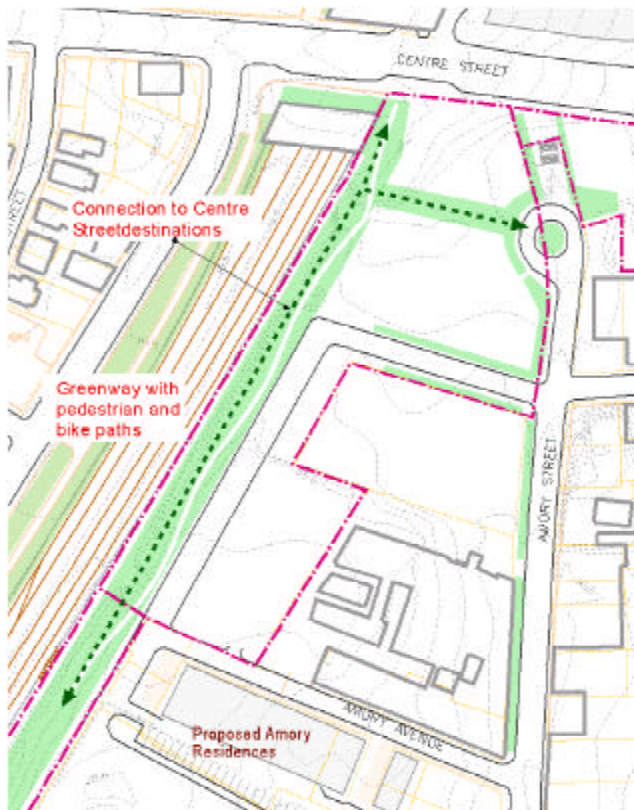 CENTRE STREET
Connection to Centre
Streetdestinations
STREET
Greenway with
pedestrian and
bike paths
AMORY STREET
AMORY AVENUE
Proposed Amory
Residences